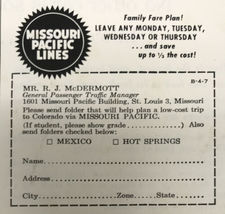 MISSOURI
PACIFIC
LINES
Family Fare Plan!
LEAVE ANY MONDAY, TUESDAY,
WEDNESDAY OR THURSDAY
...and save
up to ⅓ the cost!
B-4-7
MR. R. J. McDERMOTT
General Passenger Traffic Manager
1601 Missouri Pacific Building, St. Louis 3, Missouri
Please send folder that will help plan a low-cost trip
to Colorado via MISSOURI PACIFIC.
(If student, please show grade..........) Also
send folders checked below:
□ MEXICO □ HOT SPRINGS
Name
Address
City Zone State